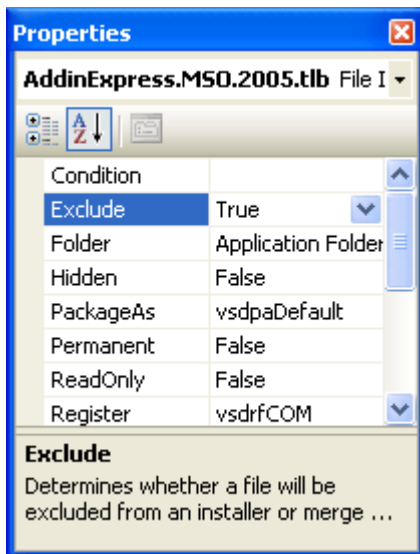 Properties
AddinExpress.MSO.2005.tlb File I
A Z
Condition
Exclude True
Folder Application Folder
Hidden False
PackageAs vsdpaDefault
Permanent False
ReadOnly False
Register vsdrfCOM
Exclude
Determines whether a file will be
excluded from an installer or merge ...